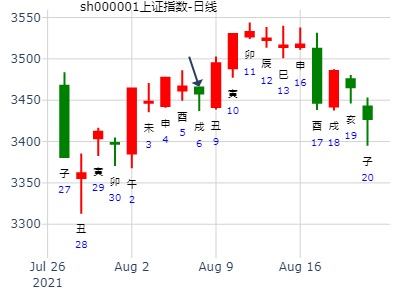 sh000001上证指数-日线
3550
3500
3450
3400
3350
3300
子
27
丑
28
寅
29
卯
30
午
2
未
3
申
4
酉
5
戌
6
丑
9
寅
10
卯
11
辰
12
巳
13
申
16
酉
17
戌
18
亥
19
子
20
Jul 26
2021
Aug 2
Aug 9
Aug 16